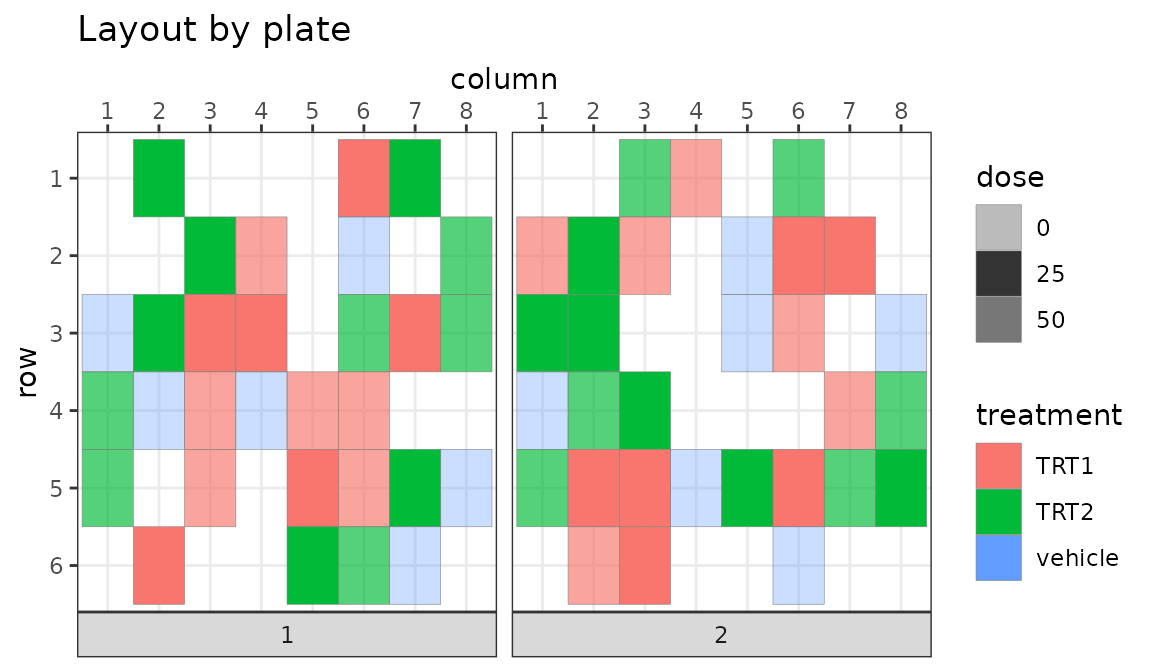 Layout by plate
column
1 2 3 4 5 6 7 8 1 2 3 4 5 6 7 8
1
2
3
4
5
6
row
1 2
dose
0
25
50
treatment
TRT1
TRT2
vehicle